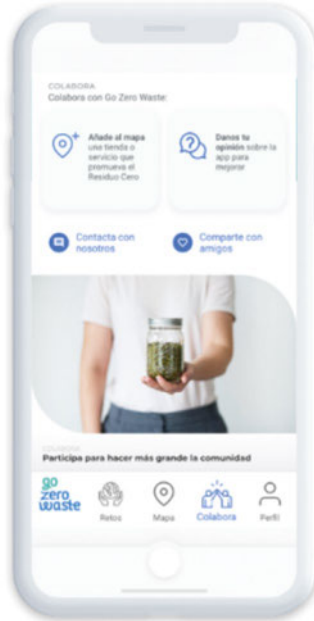 COLABORA
Colabora con Go Zero Waste:
Añade al mapa
una tienda o
servicio que
promueva el
Residuo Cero
Danos tu
opinión sobre la
app para
mejorar
Contacta con
nosotros
Comparte con
amigos
COLABORA
Participa para hacer más grande la comunidad
go
zero
waste
Retos
Mapa
Colabora
Perfil